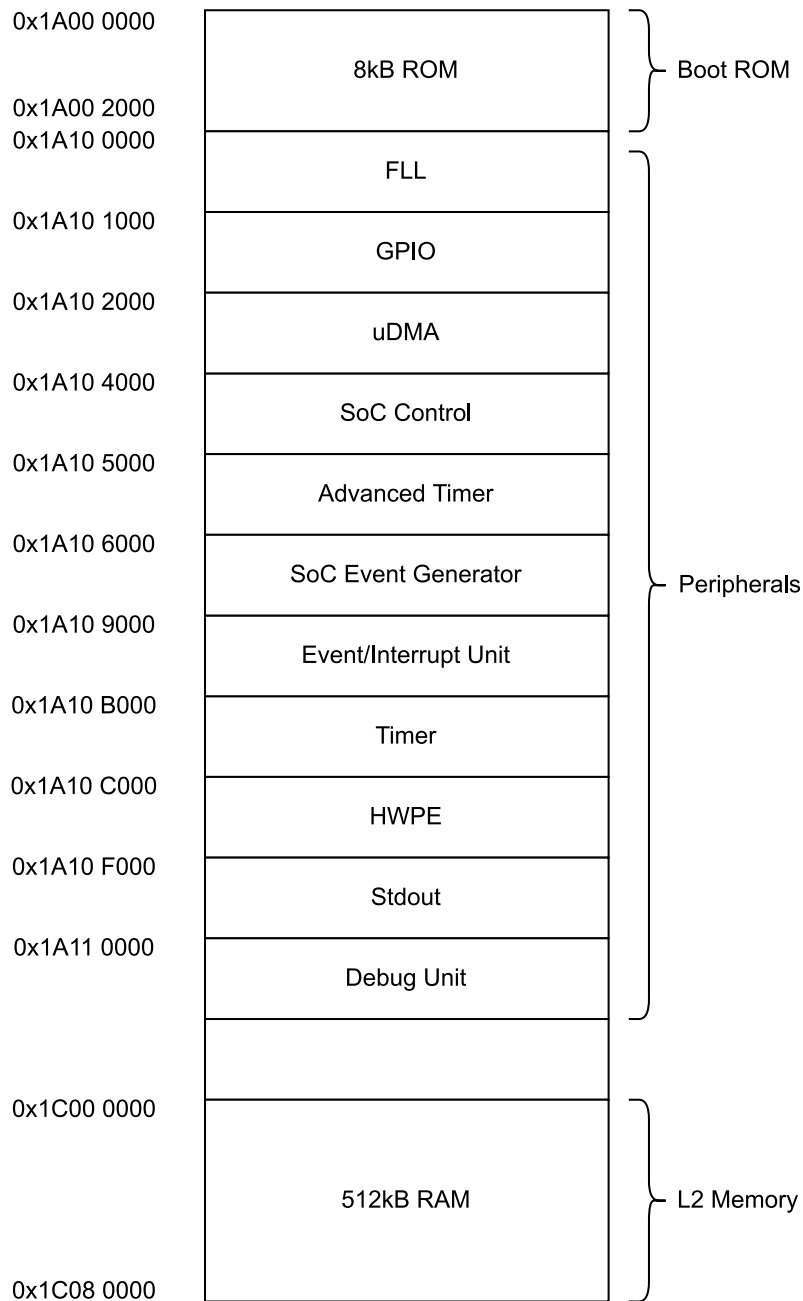 0x1A00 0000
8kB ROM
Boot ROM
0x1A00 2000
0x1A10 0000
FLL
0x1A10 1000
GPIO
0x1A10 2000
uDMA
0x1A10 4000
SoC Control
0x1A10 5000
Advanced Timer
0x1A10 6000
SoC Event Generator
Peripherals
0x1A10 9000
Event/Interrupt Unit
0x1A10 B000
Timer
0x1A10 C000
HWPE
0x1A10 F000
Stdout
0x1A11 0000
Debug Unit
0x1C00 0000
512kB RAM
L2 Memory
0x1C08 0000